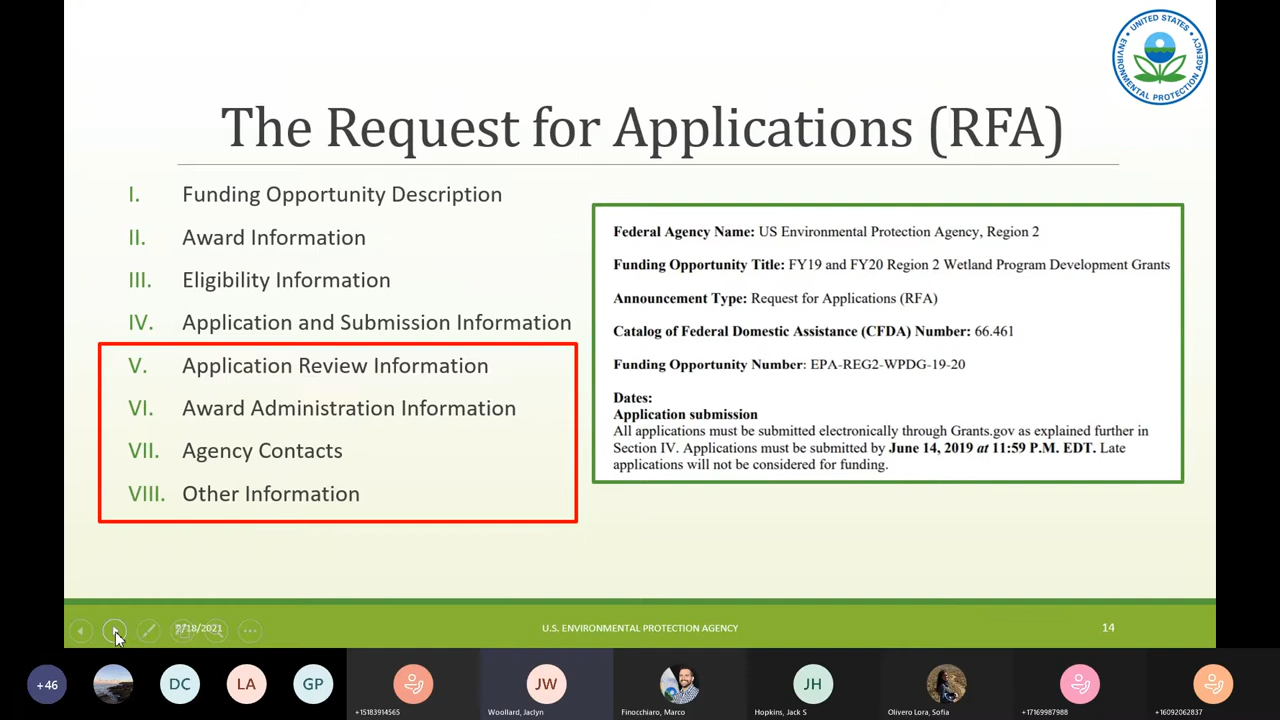 UNITED STATES
ENVIRONMENTAL PROTECTION AGENCY
The Request for Applications (RFA)
I. Funding Opportunity Description
II. Award Information
III. Eligibility Information
IV. Application and Submission Information
V. Application Review Information
VI. Award Administration Information
VII. Agency Contacts
VIII. Other Information
Federal Agency Name: US Environmental Protection Agency, Region 2
Funding Opportunity Title: FY19 and FY20 Region 2 Wetland Program Development Grants
Announcement Type: Request for Applications (RFA)
Catalog of Federal Domestic Assistance (CFDA) Number: 66.461
Funding Opportunity Number: EPA-REG2-WPDG-19-20
Dates:
Application submission
All applications must be submitted electronically through Grants.gov as explained further in
Section IV. Applications must be submitted by June 14, 2019 at 11:59 P.M. EDT. Late
applications will not be considered for funding.
/18/2021
U.S. ENVIRONMENTAL PROTECTION AGENCY
14
+46
DC
LA
GP
JW
JH
+15183914565
Woollard, Jaclyn
Finocchiaro, Marco
Hopkins, Jack S
Olivero Lora, Sofia
+17169987988
+16092062837